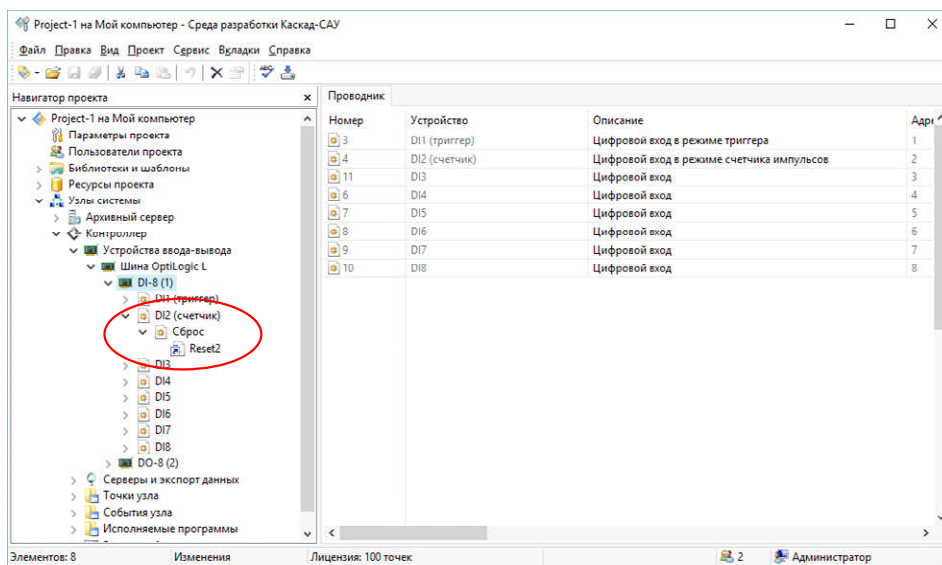 Project-1 на Мой компьютер - Среда разработки Каскад-САУ
Файл Правка Вид Проект Сервис Вкладки Справка
Навигатор проекта
Project-1 на Мой компьютер
Параметры проекта
Пользователи проекта
Библиотеки и шаблоны
Ресурсы проекта
Узлы системы
Архивный сервер
Контроллер
Устройства ввода-вывода
Шина OptiLogic L
DI-8 (1)
DI1 (триггер)
DI2 (счетчик)
Сброс
Reset2
DI3
DI4
DI5
DI6
DI7
DI8
DO-8 (2)
Серверы и экспорт данных
Точки узла
События узла
Исполняемые программы
Проводник
Номер Устройство Описание
3 DI1 (триггер) Цифровой вход в режиме триггера 1
4 DI2 (счетчик) Цифровой вход в режиме счетчика импульсов 2
11 DI3 Цифровой вход 3
6 DI4 Цифровой вход 4
7 DI5 Цифровой вход 5
8 DI6 Цифровой вход 6
9 DI7 Цифровой вход 7
10 DI8 Цифровой вход 8
Элементов: 8 Изменения Лицензия: 100 точек 2 Администратор